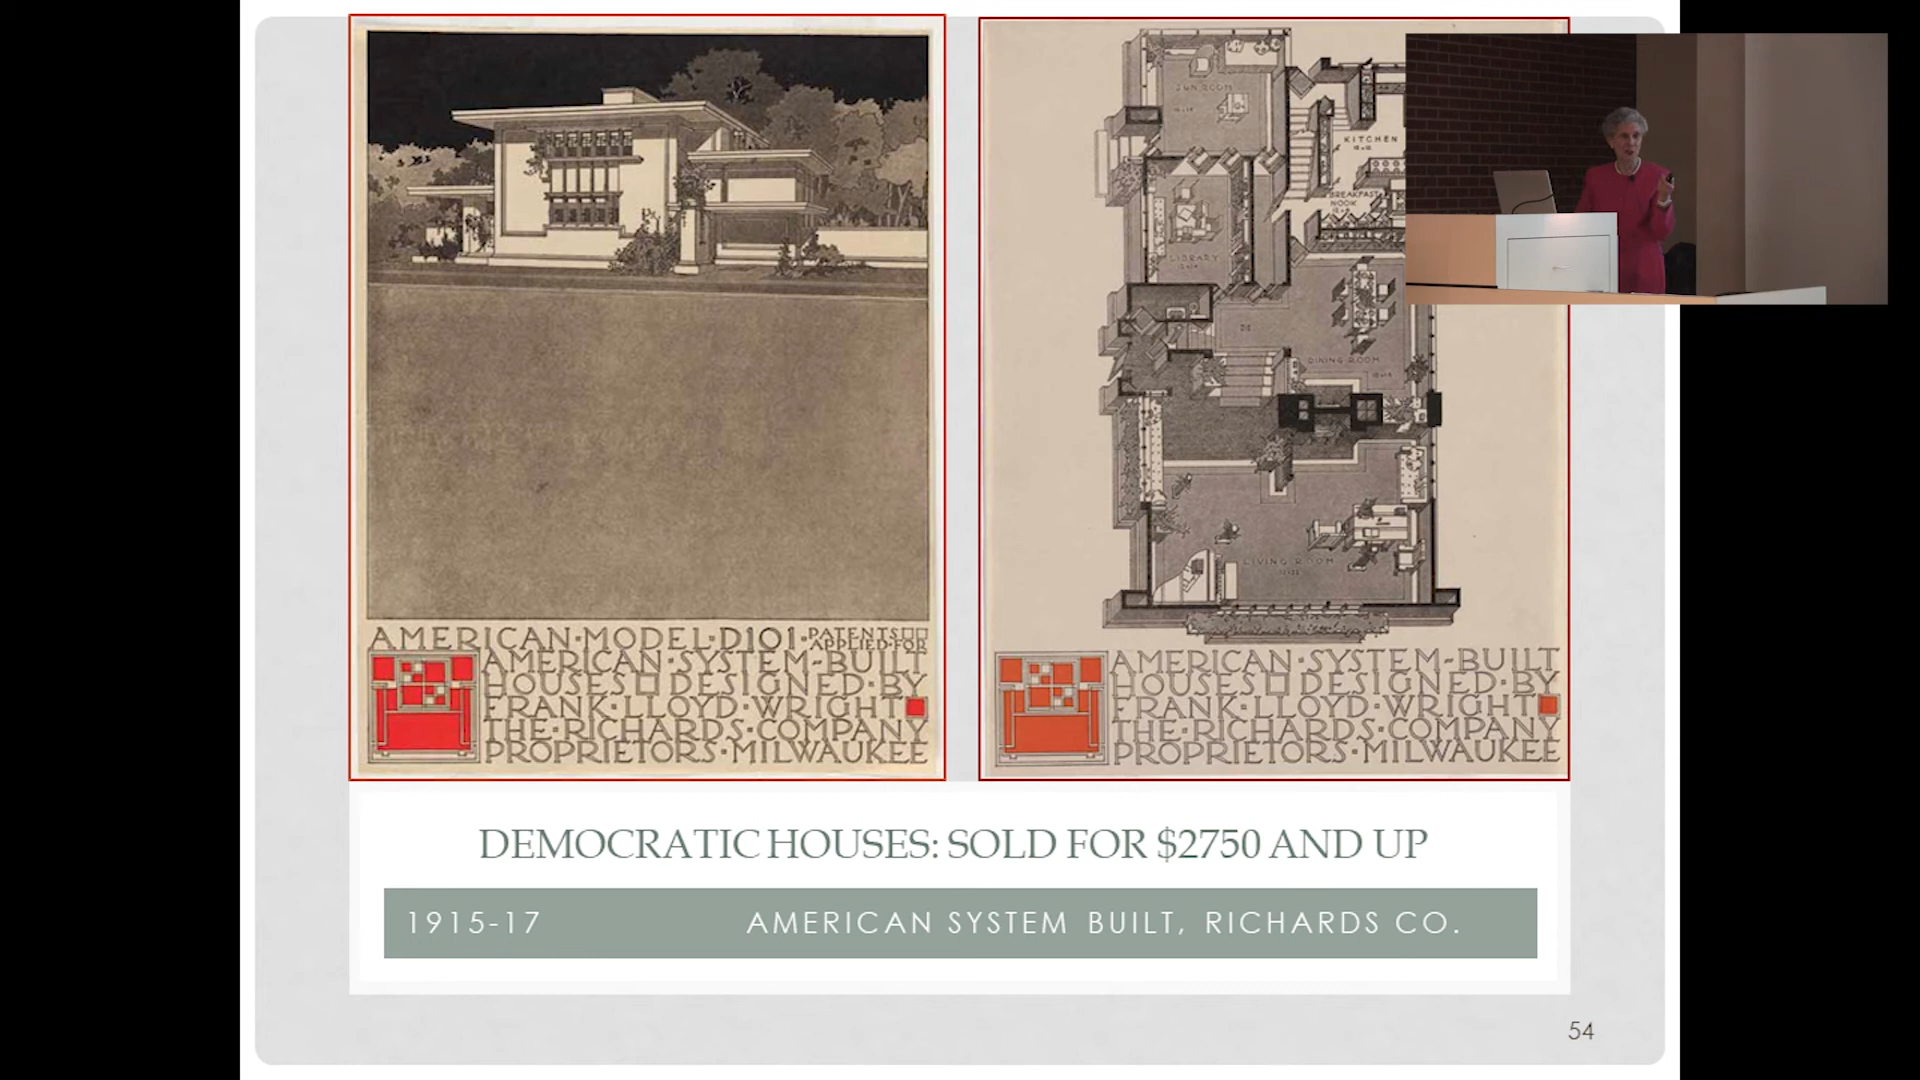 AMERICAN·MODEL·D101·PATENTS
APPLIED·FOR
AMERICAN·SYSTEM-BUILT
HOUSES DESIGNED·BY
FRANK·LLOYD·WRIGHT
THE·RICHARDS·COMPANY
PROPRIETORS·MILWAUKEE
SUN ROOM
KITCHEN
BREAKFAST
NOOK
LIBRARY
DINING ROOM
LIVING ROOM
AMERICAN·SYSTEM-BUILT
HOUSES DESIGNED·BY
FRANK·LLOYD·WRIGHT
THE·RICHARDS·COMPANY
PROPRIETORS·MILWAUKEE
DEMOCRATIC HOUSES: SOLD FOR $2750 AND UP
1915-17 AMERICAN SYSTEM BUILT, RICHARDS CO.
54